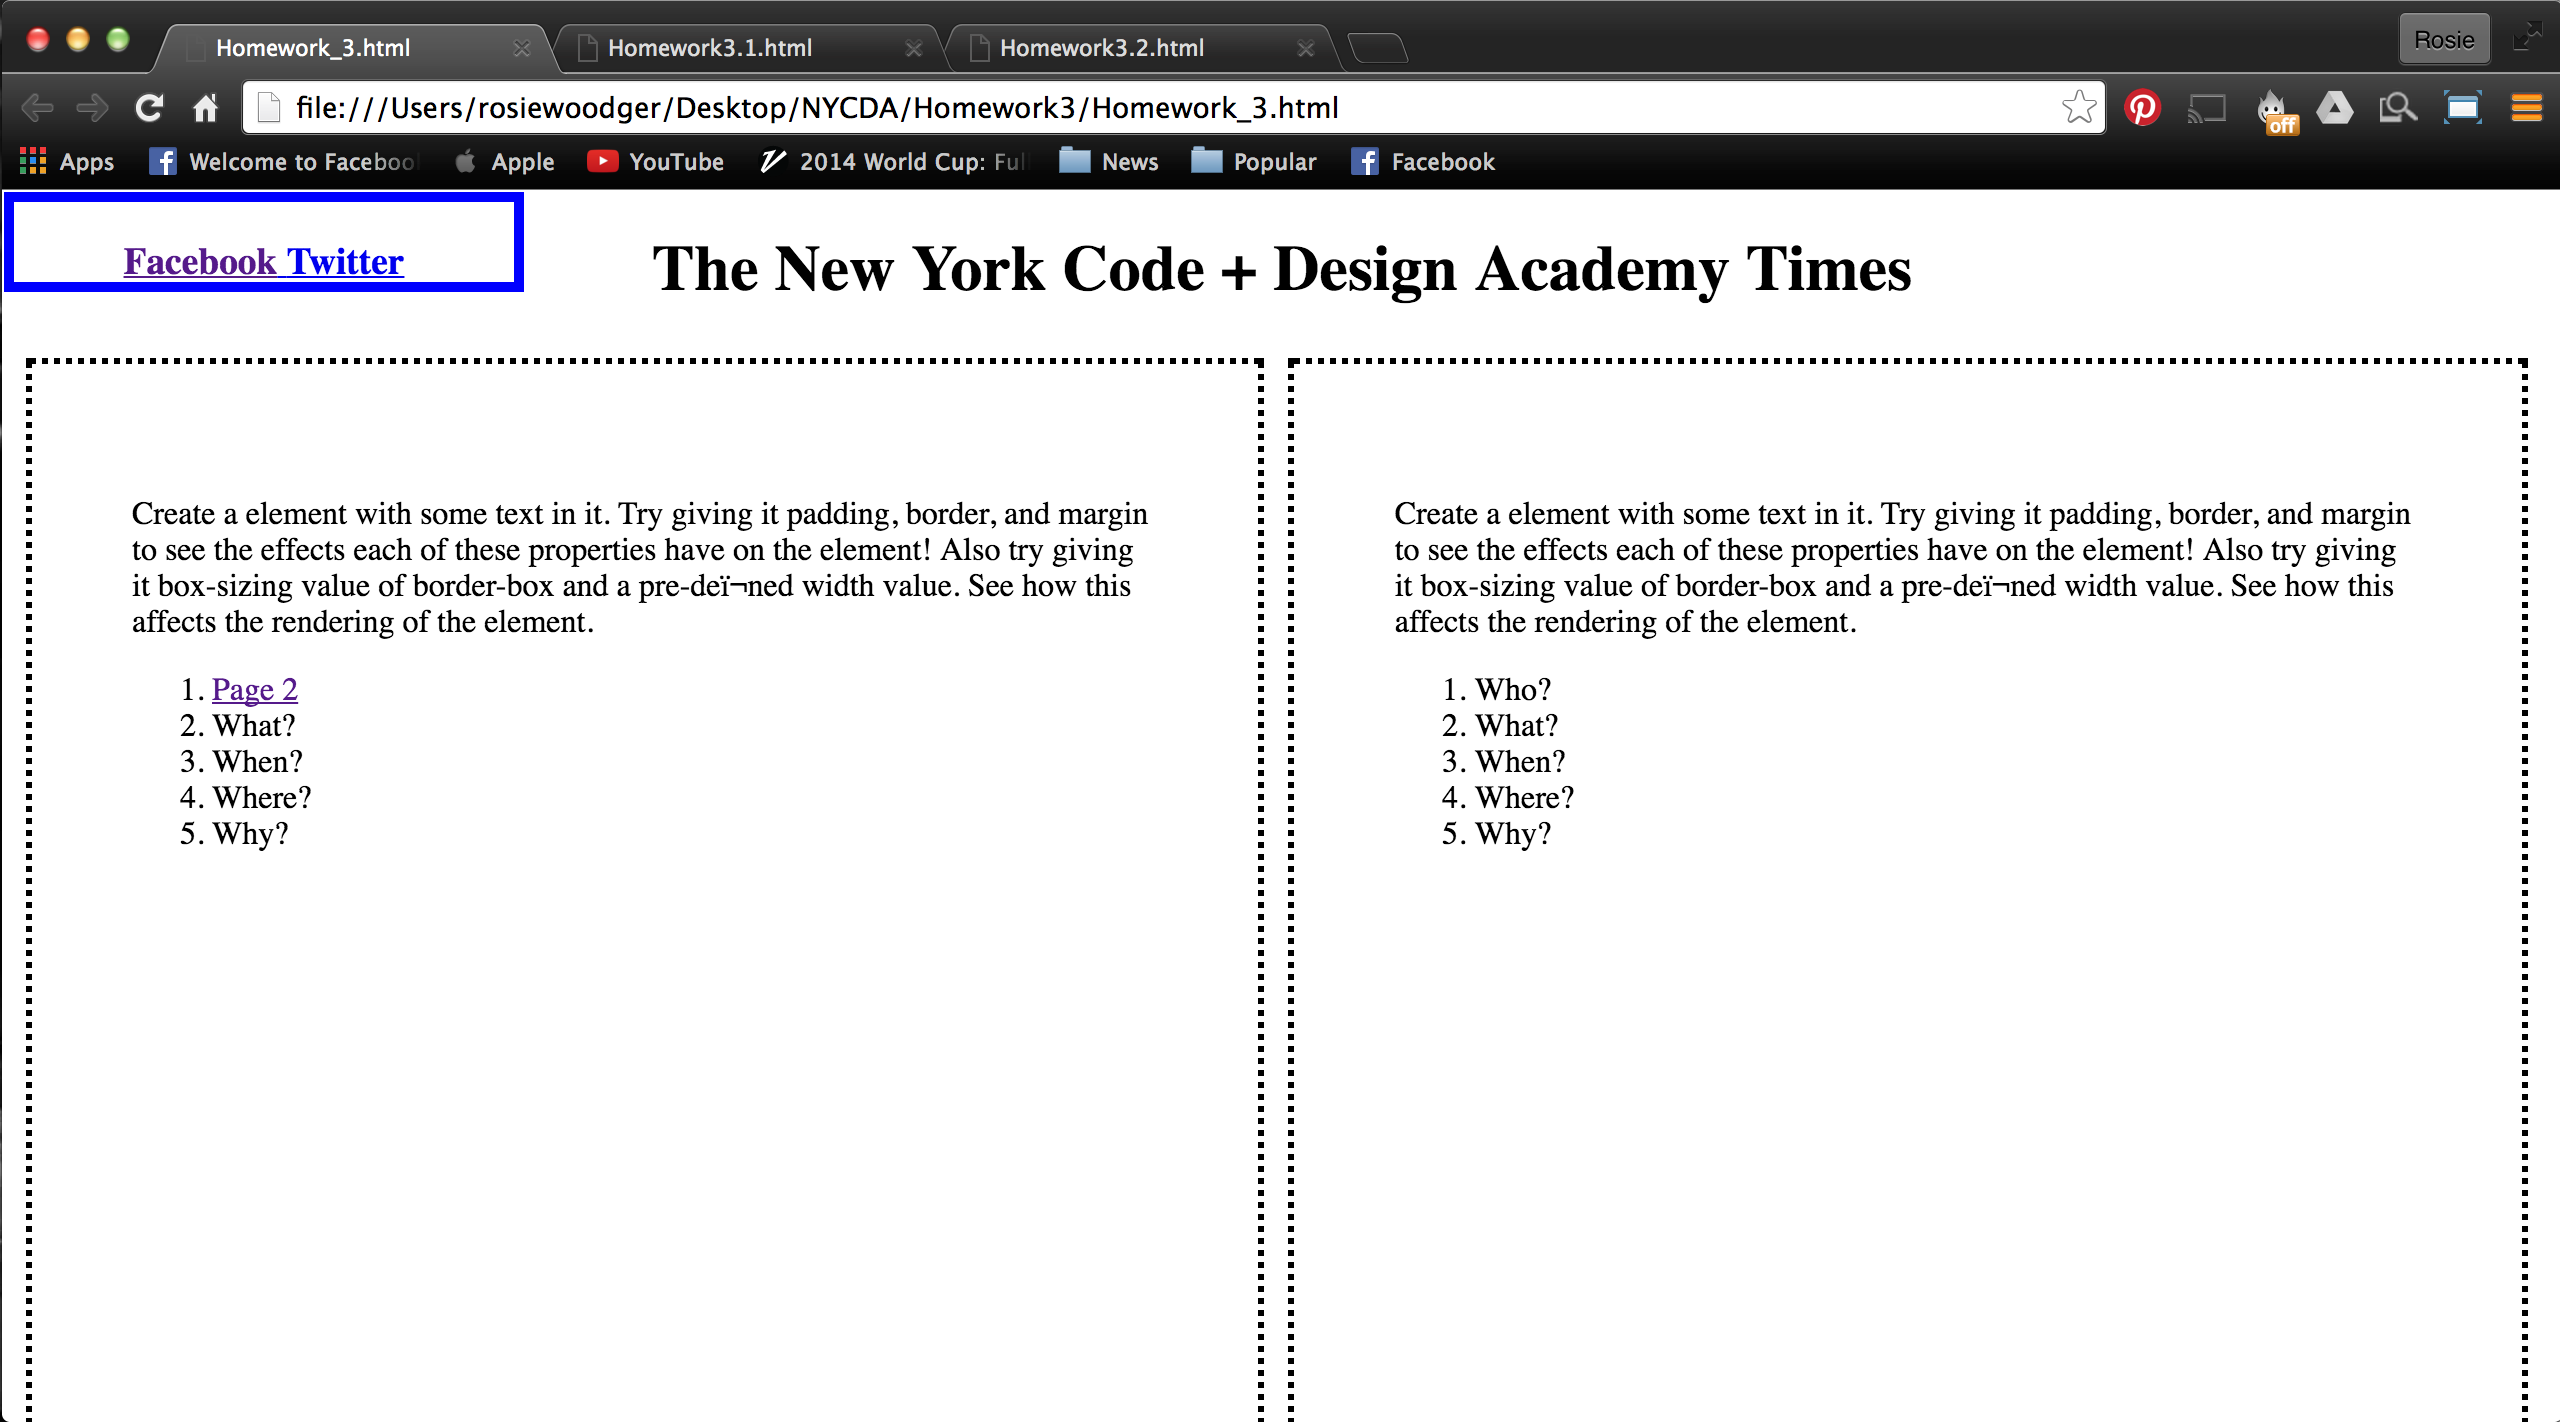 Homework_3.html
Homework3.1.html
Homework3.2.html
Rosie
file:///Users/rosiewoodger/Desktop/NYCDA/Homework3/Homework_3.html
off
Apps
Welcome to Faceboo
Apple
YouTube
2014 World Cup: Ful
News
Popular
Facebook
Facebook Twitter
The New York Code + Design Academy Times
Create a element with some text in it. Try giving it padding, border, and margin
to see the effects each of these properties have on the element! Also try giving
it box-sizing value of border-box and a pre-deï¬ned width value. See how this
affects the rendering of the element.
1. Page 2
2. What?
3. When?
4. Where?
5. Why?
Create a element with some text in it. Try giving it padding, border, and margin
to see the effects each of these properties have on the element! Also try giving
it box-sizing value of border-box and a pre-deï¬ned width value. See how this
affects the rendering of the element.
1. Who?
2. What?
3. When?
4. Where?
5. Why?